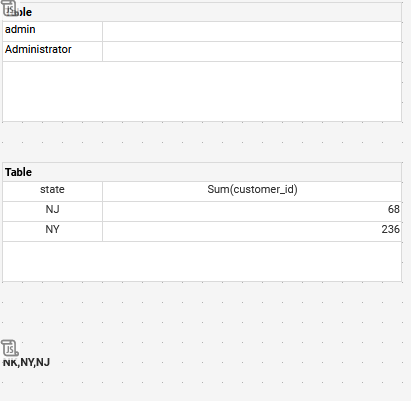 Table
admin
Administrator
Table
state Sum(customer_id)
NJ 68
NY 236
NK,NY,NJ